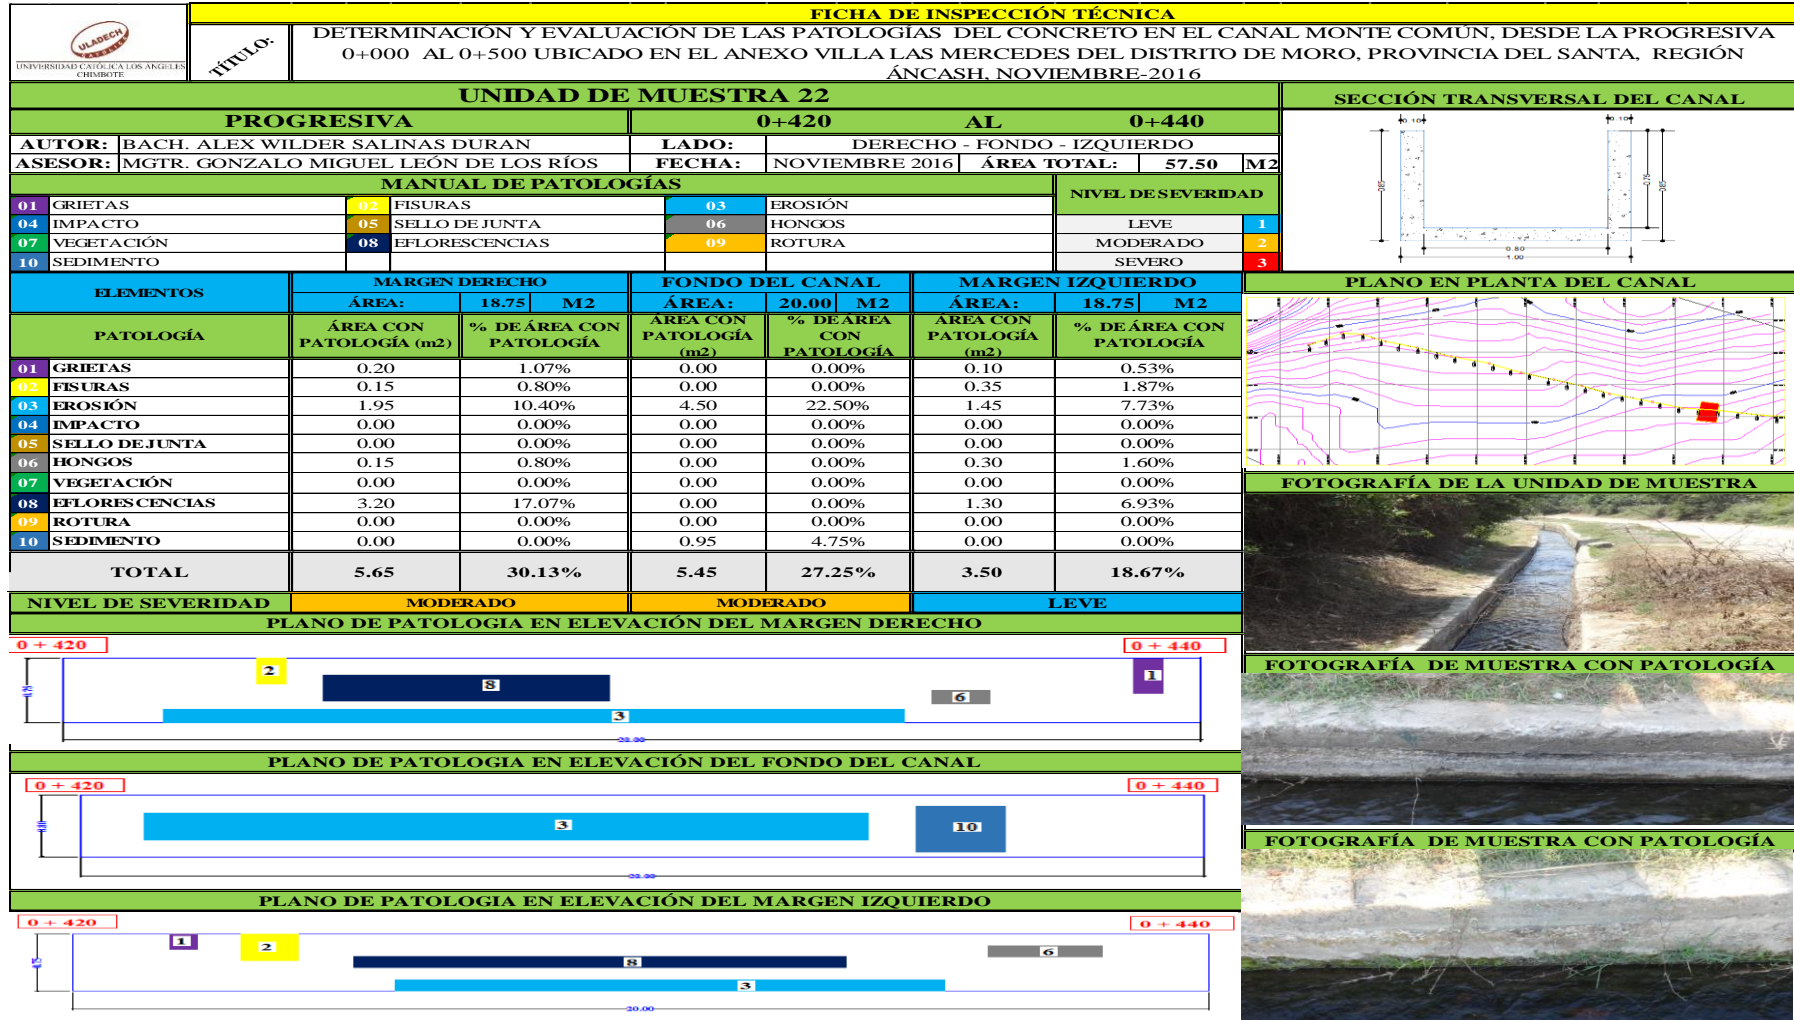 FICHA DE INSPECCIÓN TÉCNICA
ULADECH
CATÓLICA
UNIVERSIDAD CATÓLICA LOS ANGELES
CHIMBOTE
TÍTULO:
DETERMINACIÓN Y EVALUACIÓN DE LAS PATOLOGÍAS DEL CONCRETO EN EL CANAL MONTE COMÚN, DESDE LA PROGRESIVA
0+000 AL 0+500 UBICADO EN EL ANEXO VILLA LAS MERCEDES DEL DISTRITO DE MORO, PROVINCIA DEL SANTA, REGIÓN
ÁNCASH, NOVIEMBRE-2016
UNIDAD DE MUESTRA 22
PROGRESIVA 0+420 AL 0+440
AUTOR: BACH. ALEX WILDER SALINAS DURAN LADO: DERECHO - FONDO - IZQUIERDO
ASESOR: MGTR. GONZALO MIGUEL LEÓN DE LOS RÍOS FECHA: NOVIEMBRE 2016 ÁREA TOTAL: 57.50 M2
MANUAL DE PATOLOGÍAS NIVEL DE SEVERIDAD
01 GRIETAS 02 FISURAS 03 EROSIÓN
04 IMPACTO 05 SELLO DE JUNTA 06 HONGOS LEVE 1
07 VEGETACIÓN 08 EFLORESCENCIAS 09 ROTURA MODERADO 2
10 SEDIMENTO SEVERO 3
ELEMENTOS MARGEN DERECHO FONDO DEL CANAL MARGEN IZQUIERDO
ÁREA: 18.75 M2 ÁREA: 20.00 M2 ÁREA: 18.75 M2
PATOLOGÍA ÁREA CON PATOLOGÍA (m2) % DE ÁREA CON PATOLOGÍA ÁREA CON PATOLOGÍA (m2) % DE ÁREA CON PATOLOGÍA ÁREA CON PATOLOGÍA (m2) % DE ÁREA CON PATOLOGÍA
01 GRIETAS 0.20 1.07% 0.00 0.00% 0.10 0.53%
02 FISURAS 0.15 0.80% 0.00 0.00% 0.35 1.87%
03 EROSIÓN 1.95 10.40% 4.50 22.50% 1.45 7.73%
04 IMPACTO 0.00 0.00% 0.00 0.00% 0.00 0.00%
05 SELLO DE JUNTA 0.00 0.00% 0.00 0.00% 0.00 0.00%
06 HONGOS 0.15 0.80% 0.00 0.00% 0.30 1.60%
07 VEGETACIÓN 0.00 0.00% 0.00 0.00% 0.00 0.00%
08 EFLORESCENCIAS 3.20 17.07% 0.00 0.00% 1.30 6.93%
09 ROTURA 0.00 0.00% 0.00 0.00% 0.00 0.00%
10 SEDIMENTO 0.00 0.00% 0.95 4.75% 0.00 0.00%
TOTAL 5.65 30.13% 5.45 27.25% 3.50 18.67%
NIVEL DE SEVERIDAD MODERADO MODERADO LEVE
PLANO DE PATOLOGIA EN ELEVACIÓN DEL MARGEN DERECHO
0 + 420 0 + 440
2 8 3 6 1
20.00
PLANO DE PATOLOGIA EN ELEVACIÓN DEL FONDO DEL CANAL
0 + 420 0 + 440
3 10
20.00
PLANO DE PATOLOGIA EN ELEVACIÓN DEL MARGEN IZQUIERDO
0 + 420 0 + 440
1 2 8 3 6
20.00
SECCIÓN TRANSVERSAL DEL CANAL
0.10 0.10
0.85 0.75 0.85
0.80
1.00
PLANO EN PLANTA DEL CANAL
FOTOGRAFÍA DE LA UNIDAD DE MUESTRA
FOTOGRAFÍA DE MUESTRA CON PATOLOGÍA
FOTOGRAFÍA DE MUESTRA CON PATOLOGÍA